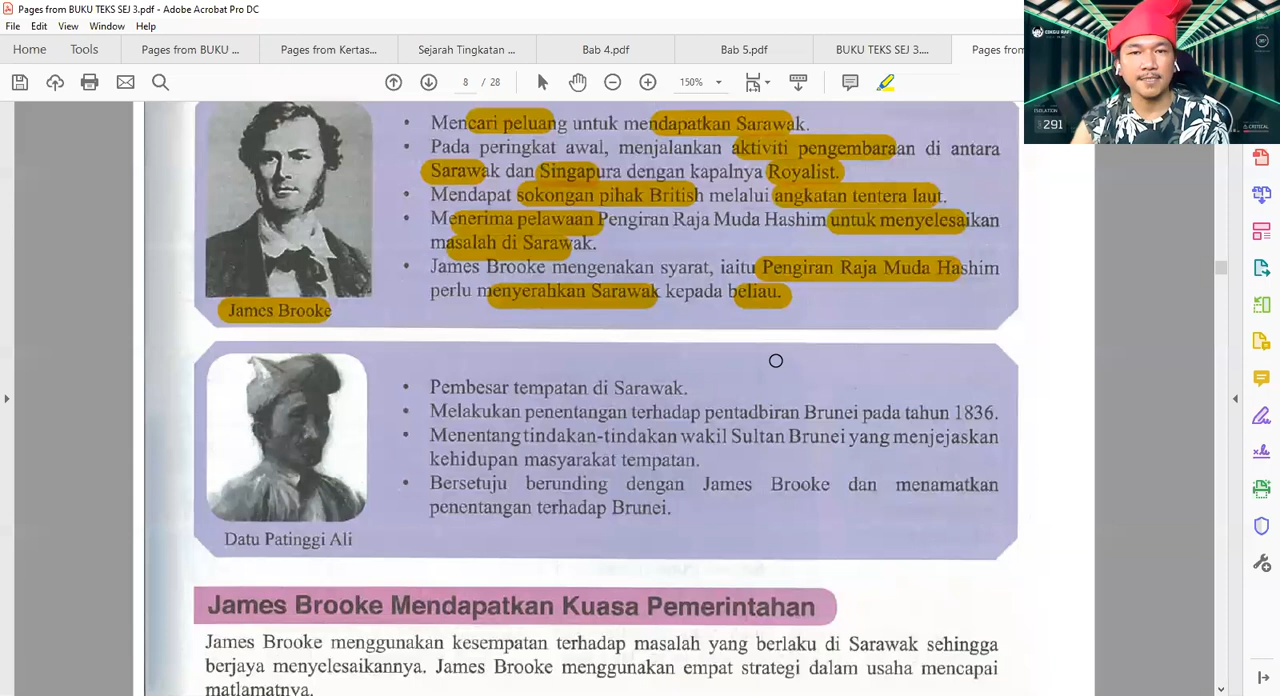 Pages from BUKU TEKS SEJ 3.pdf - Adobe Acrobat Pro DC
File Edit View Window Help
Home Tools Pages from BUKU ... Pages from Kertas... Sejarah Tingkatan ... Bab 4.pdf Bab 5.pdf BUKU TEKS SEJ 3.... Pages from
8 / 28 150%
291
CRITICAL
• Mencari peluang untuk mendapatkan Sarawak.
• Pada peringkat awal, menjalankan aktiviti pengembaraan di antara
Sarawak dan Singapura dengan kapalnya Royalist.
• Mendapat sokongan pihak British melalui angkatan tentera laut.
• Menerima pelawaan Pengiran Raja Muda Hashim untuk menyelesaikan
masalah di Sarawak.
• James Brooke mengenakan syarat, iaitu Pengiran Raja Muda Hashim
perlu menyerahkan Sarawak kepada beliau.
James Brooke
• Pembesar tempatan di Sarawak.
• Melakukan penentangan terhadap pentadbiran Brunei pada tahun 1836.
• Menentang tindakan-tindakan wakil Sultan Brunei yang menjejaskan
kehidupan masyarakat tempatan.
• Bersetuju berunding dengan James Brooke dan menamatkan
penentangan terhadap Brunei.
Datu Patinggi Ali
James Brooke Mendapatkan Kuasa Pemerintahan
James Brooke menggunakan kesempatan terhadap masalah yang berlaku di Sarawak sehingga
berjaya menyelesaikannya. James Brooke menggunakan empat strategi dalam usaha mencapai
matlamatnya.